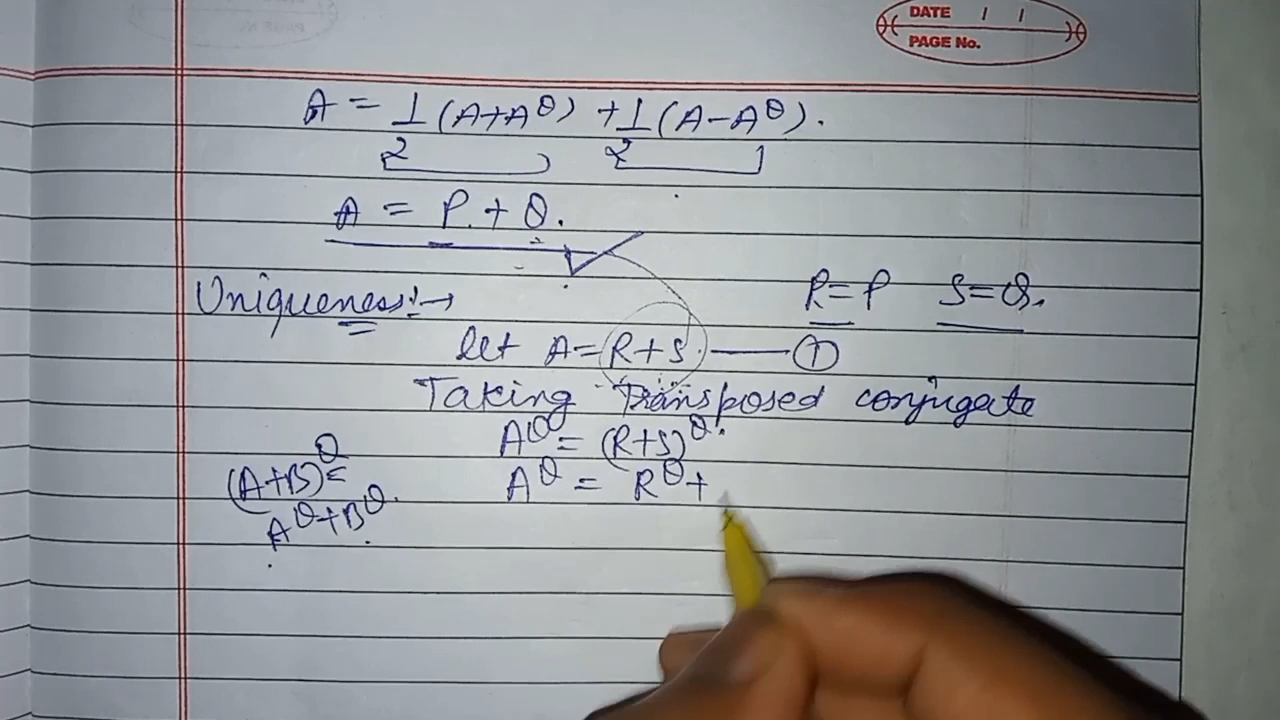 DATE / /
PAGE No.
A = 1/2 (A+A^θ) + 1/2 (A-A^θ).
A = P + Q.
Uniqueness:→
R=P S=Q.
let A=R+S. — ①
Taking Transposed conjugate
A^θ = (R+S)^θ.
A^θ = R^θ+
(A+B)^θ=
A^θ+B^θ.